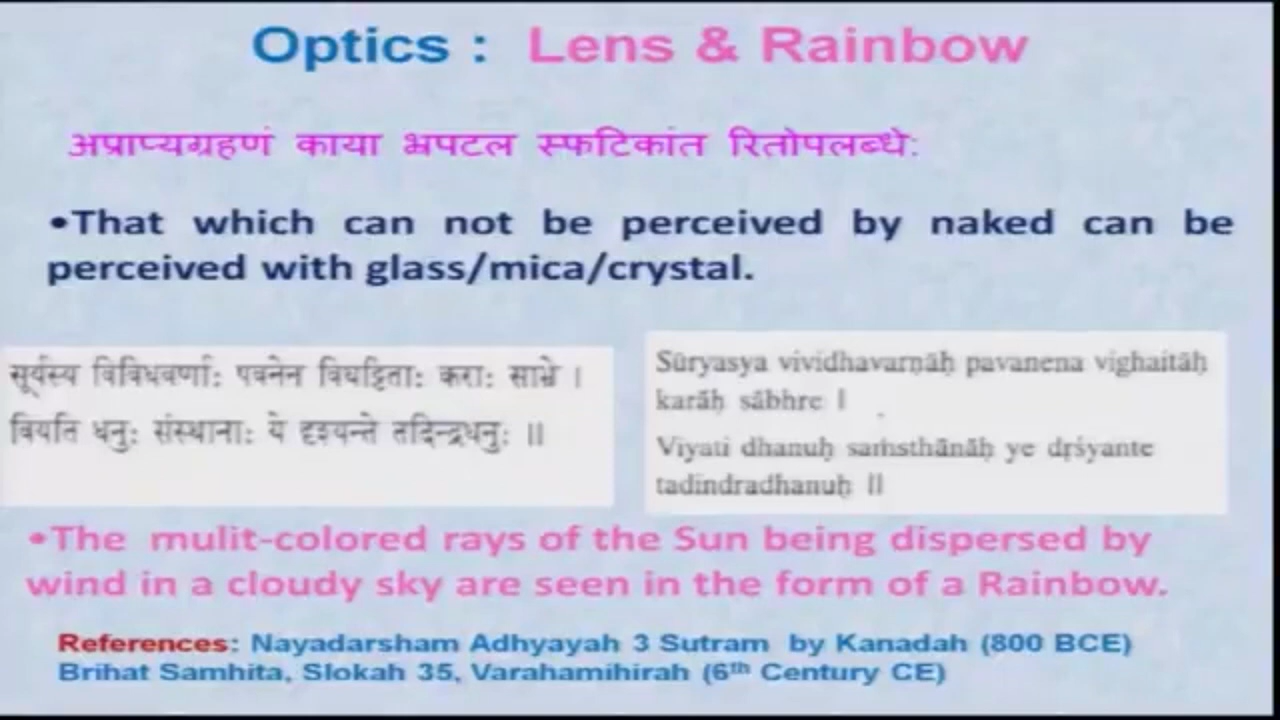 Optics : Lens & Rainbow
अप्राप्यग्रहणं काया भ्रपटल स्फटिकांत रितोपलब्धे:
•That which can not be perceived by naked can be
perceived with glass/mica/crystal.
सूर्यस्य विविधवर्णाः पवनेन विघट्टिताः कराः साभ्रे ।
वियति धनुः संस्थानाः ये दृश्यन्ते तदिन्द्रधनुः ॥
Sūryasya vividhavarṇāḥ pavanena vighaitāḥ
karāḥ sābhre |
Viyati dhanuḥ saṁsthānāḥ ye dṛśyante
tadindradhanuḥ ||
•The mulit-colored rays of the Sun being dispersed by
wind in a cloudy sky are seen in the form of a Rainbow.
References: Nayadarsham Adhyayah 3 Sutram by Kanadah (800 BCE)
Brihat Samhita, Slokah 35, Varahamihirah (6th Century CE)